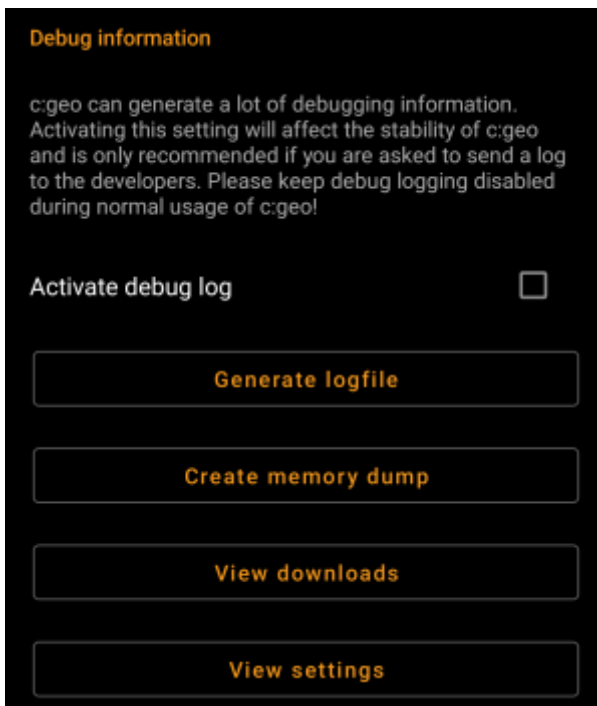 Debug information
c:geo can generate a lot of debugging information.
Activating this setting will affect the stability of c:geo
and is only recommended if you are asked to send a log
to the developers. Please keep debug logging disabled
during normal usage of c:geo!
Activate debug log
Generate logfile
Create memory dump
View downloads
View settings